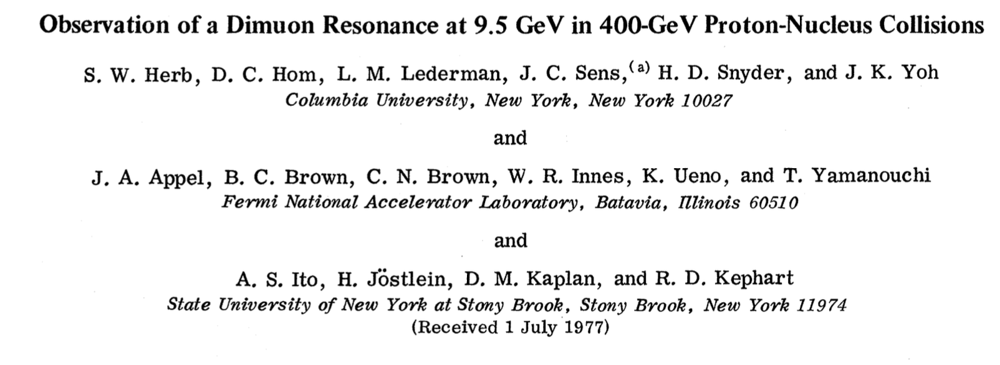 Observation of a Dimuon Resonance at 9.5 GeV in 400-GeV Proton-Nucleus Collisions
S. W. Herb, D. C. Hom, L. M. Lederman, J. C. Sens,(a) H. D. Snyder, and J. K. Yoh
Columbia University, New York, New York 10027
and
J. A. Appel, B. C. Brown, C. N. Brown, W. R. Innes, K. Ueno, and T. Yamanouchi
Fermi National Accelerator Laboratory, Batavia, Illinois 60510
and
A. S. Ito, H. Jöstlein, D. M. Kaplan, and R. D. Kephart
State University of New York at Stony Brook, Stony Brook, New York 11974
(Received 1 July 1977)